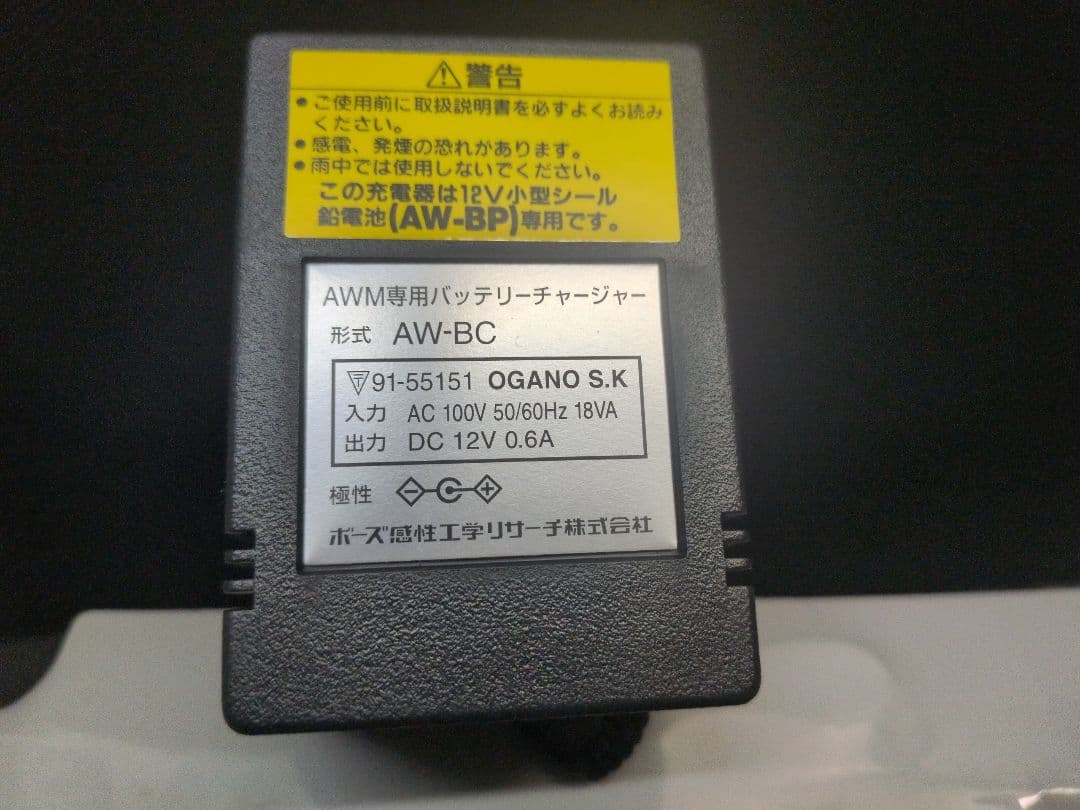 ⚠警告
●ご使用前に取扱説明書を必ずよくお読み
ください。
●感電、発煙の恐れがあります。
●雨中では使用しないでください。
この充電器は12V小型シール
鉛電池(AW-BP)専用です。
AWM専用バッテリーチャージャー
形式 AW-BC
91-55151 OGANO S.K
入力 AC 100V 50/60Hz 18VA
出力 DC 12V 0.6A
極性
ボーズ感性工学リサーチ株式会社